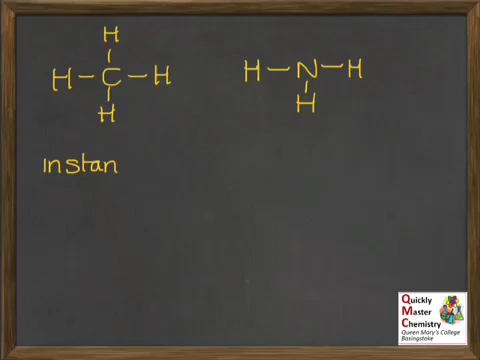 H
H – C – H
H
H – N – H
H
instan
Quickly
Master
Chemistry
Queen Mary's College
Basingstoke